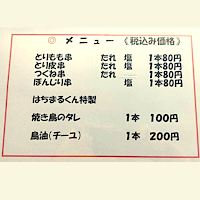 ◎ メニュー 《税込み価格》
とりもも串 たれ 塩 1本80円
とり皮串 たれ 塩 1本80円
つくね串 たれ 塩 1本80円
ぼんじり串 たれ 塩 1本80円
はちまるくん特製
焼き鳥のタレ 1本 100円
鳥油(チーユ) 1本 200円